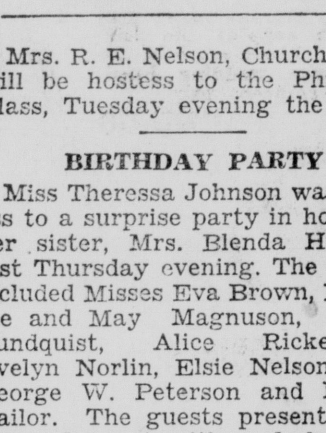 Mrs. R. E. Nelson, Church
ill be hostess to the Ph
lass, Tuesday evening the
BIRTHDAY PARTY
Miss Theressa Johnson wa
ss to a surprise party in ho
er sister, Mrs. Blenda H
st Thursday evening. The
cluded Misses Eva Brown,
e and May Magnuson,
undquist, Alice Ricke
velyn Norlin, Elsie Nelson
eorge W. Peterson and
ailor. The guests present